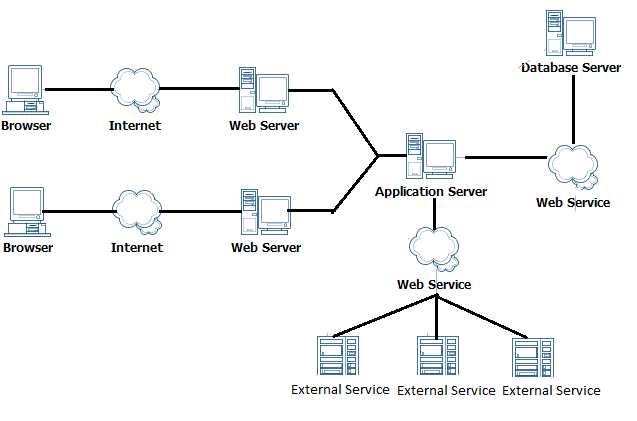 Database Server
Browser
Internet
Web Server
Application Server
Web Service
Browser
Internet
Web Server
Web Service
External Service
External Service
External Service